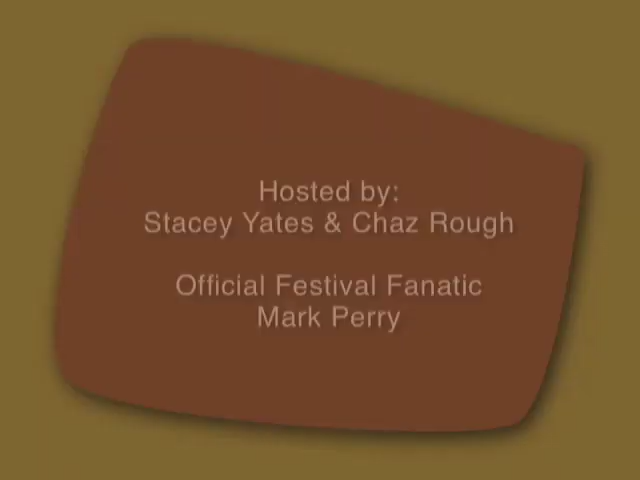 Hosted by:
Stacey Yates & Chaz Rough
Official Festival Fanatic
Mark Perry